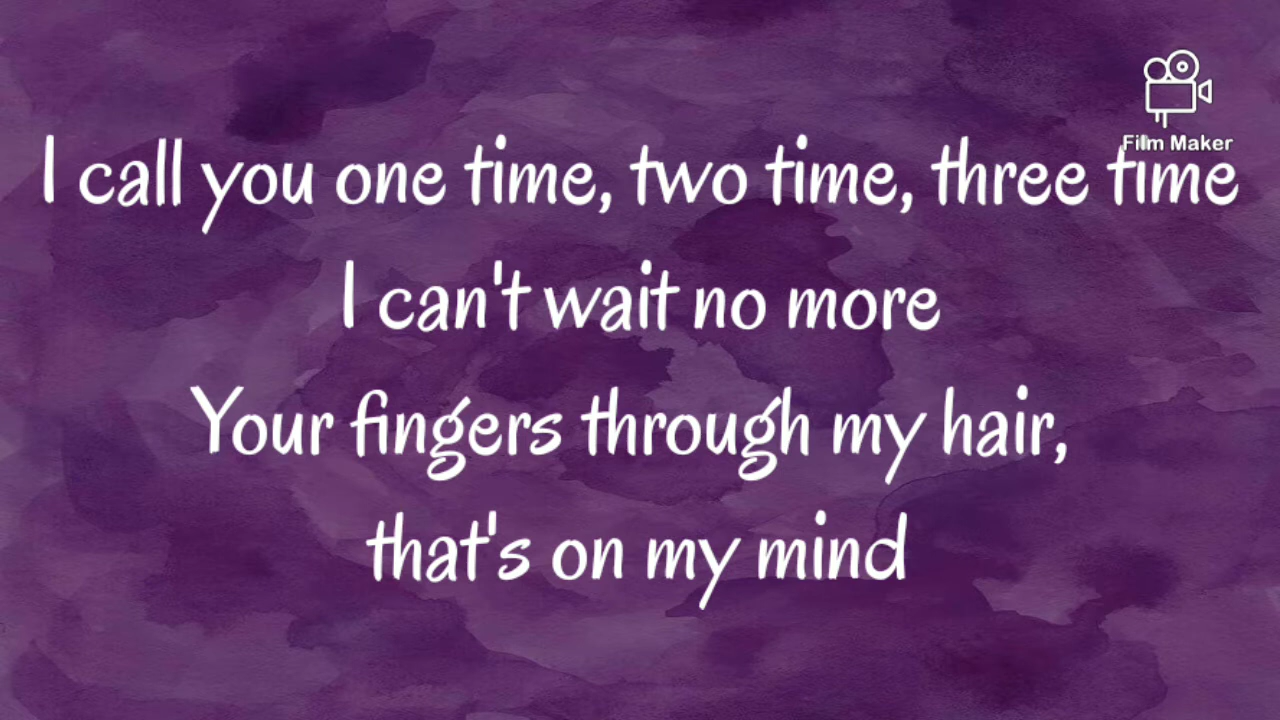 Film Maker
I call you one time, two time, three time
I can't wait no more
Your fingers through my hair,
that's on my mind